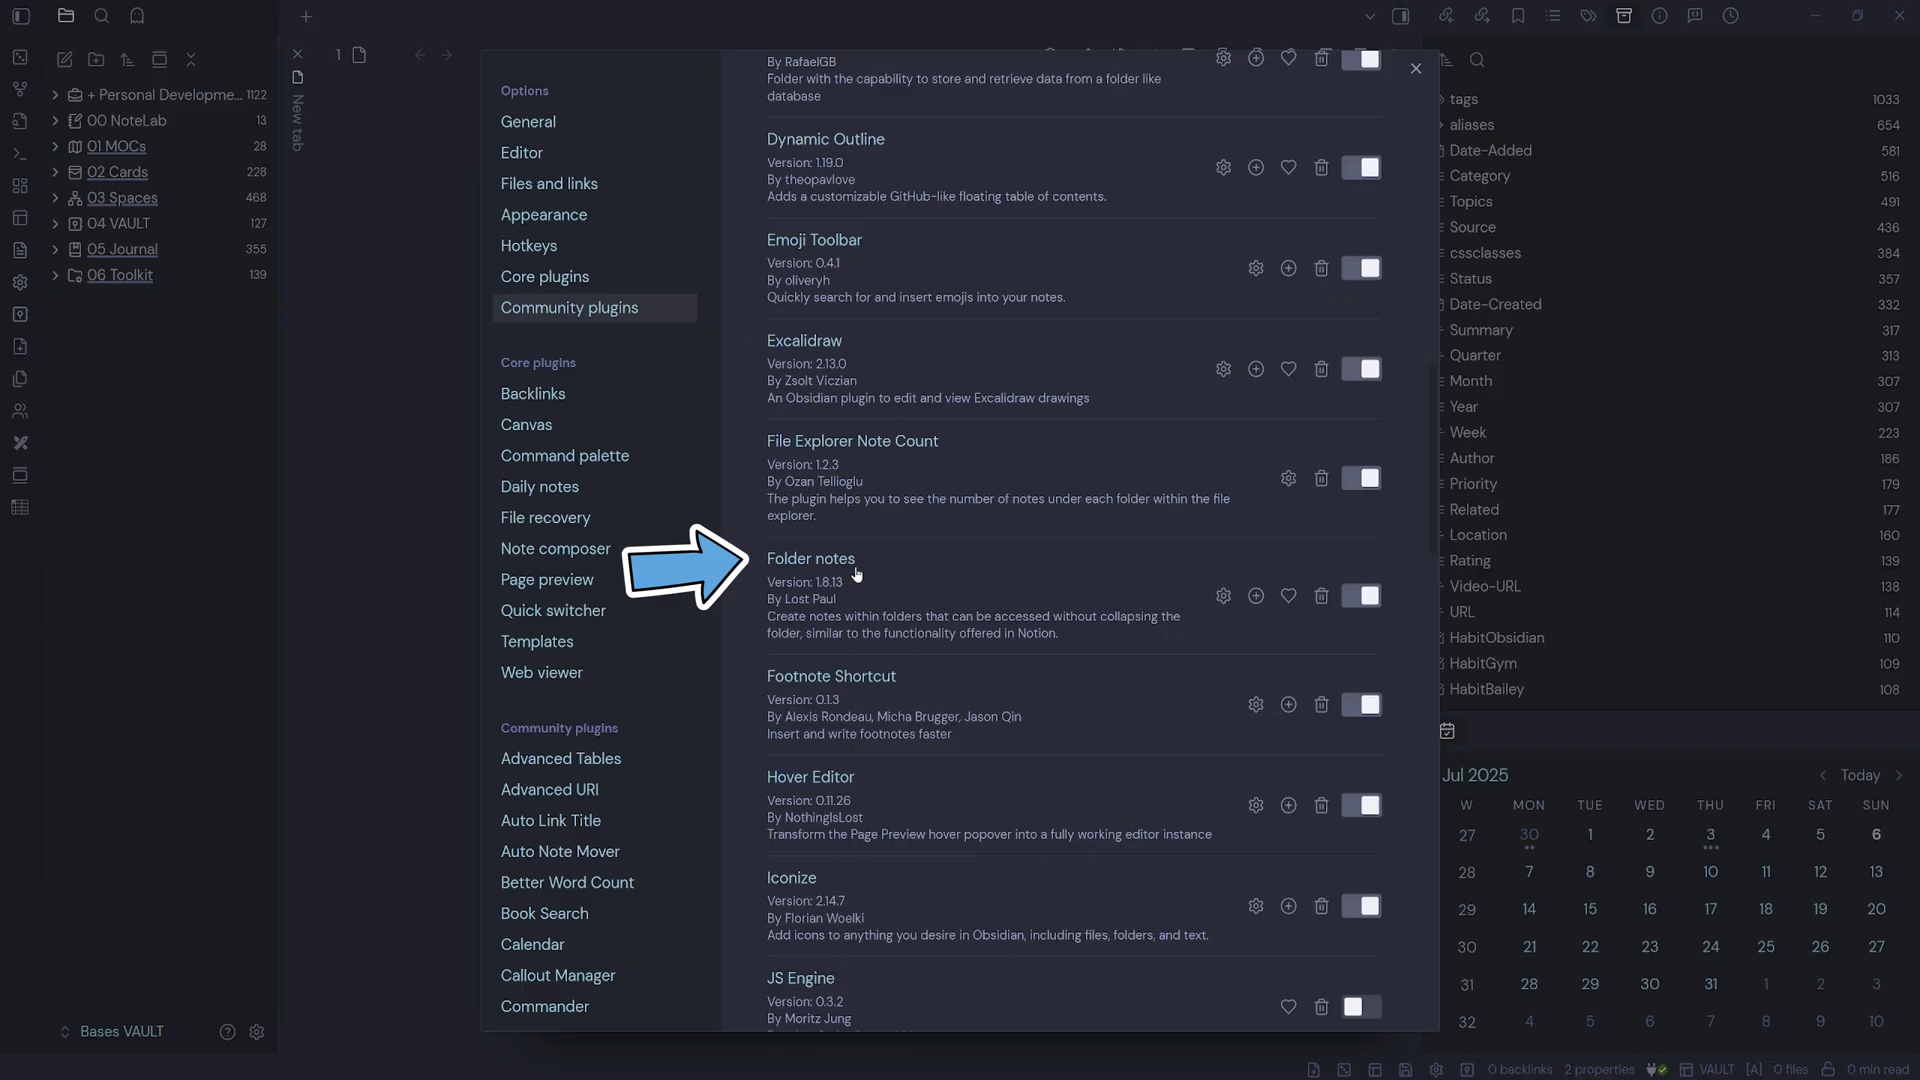 1
+ Personal Developme... 1122
00 NoteLab 13
01 MOCs 28
02 Cards 228
03 Spaces 468
04 VAULT 127
05 Journal 355
06 Toolkit 139
Bases VAULT
New tab
Options
General
Editor
Files and links
Appearance
Hotkeys
Core plugins
Community plugins
Core plugins
Backlinks
Canvas
Command palette
Daily notes
File recovery
Note composer
Page preview
Quick switcher
Templates
Web viewer
Community plugins
Advanced Tables
Advanced URI
Auto Link Title
Auto Note Mover
Better Word Count
Book Search
Calendar
Callout Manager
Commander
By RafaelGB
Folder with the capability to store and retrieve data from a folder like
database
Dynamic Outline
Version: 1.19.0
By theopavlove
Adds a customizable GitHub-like floating table of contents.
Emoji Toolbar
Version: 0.4.1
By oliveryh
Quickly search for and insert emojis into your notes.
Excalidraw
Version: 2.13.0
By Zsolt Viczian
An Obsidian plugin to edit and view Excalidraw drawings
File Explorer Note Count
Version: 1.2.3
By Ozan Tellioglu
The plugin helps you to see the number of notes under each folder within the file
explorer.
Folder notes
Version: 1.8.13
By Lost Paul
Create notes within folders that can be accessed without collapsing the
folder, similar to the functionality offered in Notion.
Footnote Shortcut
Version: 0.1.3
By Alexis Rondeau, Micha Brugger, Jason Qin
Insert and write footnotes faster
Hover Editor
Version: 0.11.26
By NothingIsLost
Transform the Page Preview hover popover into a fully working editor instance
Iconize
Version: 2.14.7
By Florian Woelki
Add icons to anything you desire in Obsidian, including files, folders, and text.
JS Engine
Version: 0.3.2
By Moritz Jung
tags 1033
aliases 654
Date-Added 581
Category 516
Topics 491
Source 436
cssclasses 384
Status 357
Date-Created 332
Summary 317
Quarter 313
Month 307
Year 307
Week 223
Author 186
Priority 179
Related 177
Location 160
Rating 139
Video-URL 138
URL 114
HabitObsidian 110
HabitGym 109
HabitBailey 108
Jul 2025 Today
W MON TUE WED THU FRI SAT SUN
27 30 1 2 3 4 5 6
28 7 8 9 10 11 12 13
29 14 15 16 17 18 19 20
30 21 22 23 24 25 26 27
31 28 29 30 31 1 2 3
32 4 5 6 7 8 9 10
0 backlinks 2 properties VAULT [A] 0 files 0 min read